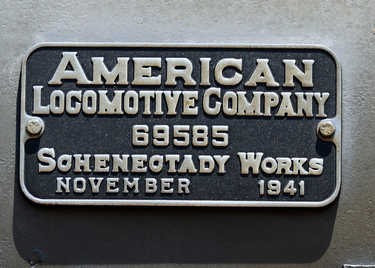 AMERICAN
LOCOMOTIVE COMPANY
69585
SCHENECTADY WORKS
NOVEMBER 1941